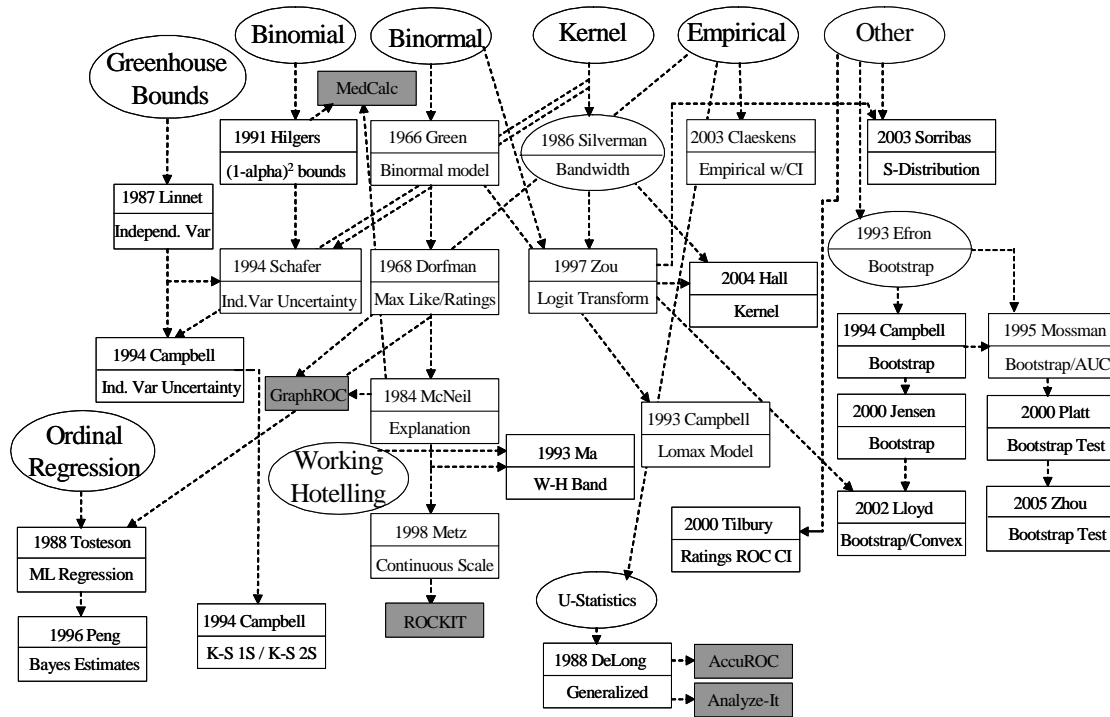 Binomial
Binormal
Kernel
Empirical
Other
Greenhouse
Bounds
MedCalc
1991 Hilgers
(1-alpha)² bounds
1966 Green
Binormal model
1986 Silverman
Bandwidth
2003 Claeskens
Empirical w/CI
2003 Sorribas
S-Distribution
1987 Linnet
Independ. Var
1994 Schafer
Ind.Var Uncertainty
1968 Dorfman
Max Like/Ratings
1997 Zou
Logit Transform
2004 Hall
Kernel
1993 Efron
Bootstrap
1994 Campbell
Ind. Var Uncertainty
GraphROC
1984 McNeil
Explanation
1993 Campbell
Lomax Model
1994 Campbell
Bootstrap
1995 Mossman
Bootstrap/AUC
2000 Jensen
Bootstrap
2000 Platt
Bootstrap Test
Ordinal
Regression
Working
Hotelling
1993 Ma
W-H Band
2002 Lloyd
Bootstrap/Convex
2005 Zhou
Bootstrap Test
1988 Tosteson
ML Regression
1998 Metz
Continuous Scale
2000 Tilbury
Ratings ROC CI
1996 Peng
Bayes Estimates
1994 Campbell
K-S 1S / K-S 2S
ROCKIT
U-Statistics
1988 DeLong
Generalized
AccuROC
Analyze-It